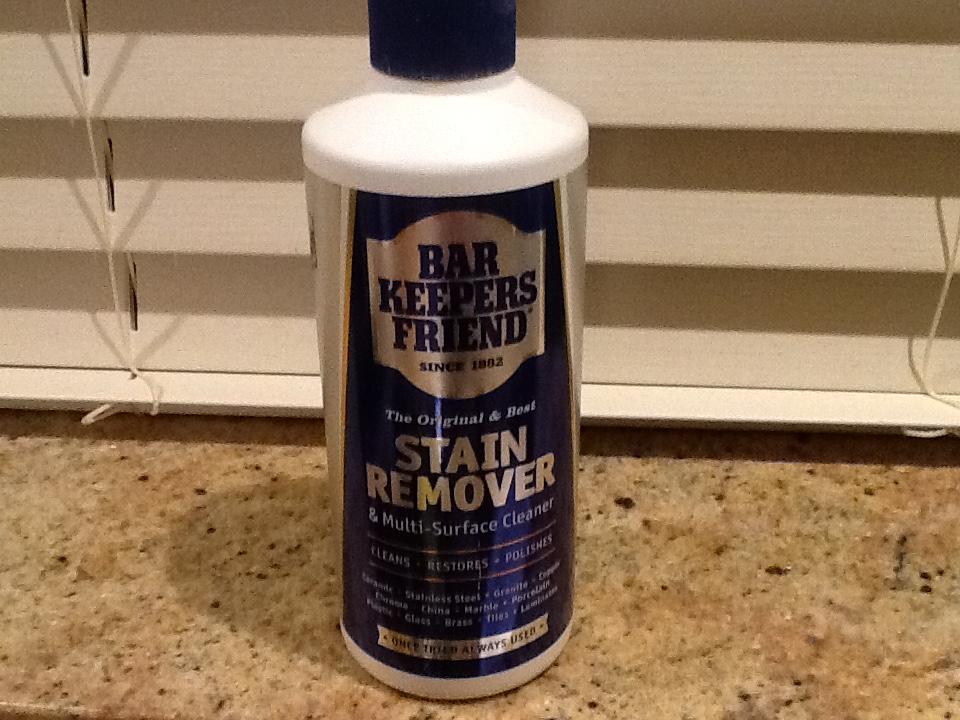 BAR
KEEPERS
FRIEND
SINCE 1882
The Original & Best
STAIN
REMOVER
& Multi-Surface Cleaner
CLEANS • RESTORES • POLISHES
Ceramic • Stainless Steel • Granite • Copper
Chrome • China • Marble • Porcelain
Plastic • Glass • Brass • Tiles • Laminates
• ONCE TRIED ALWAYS USED •